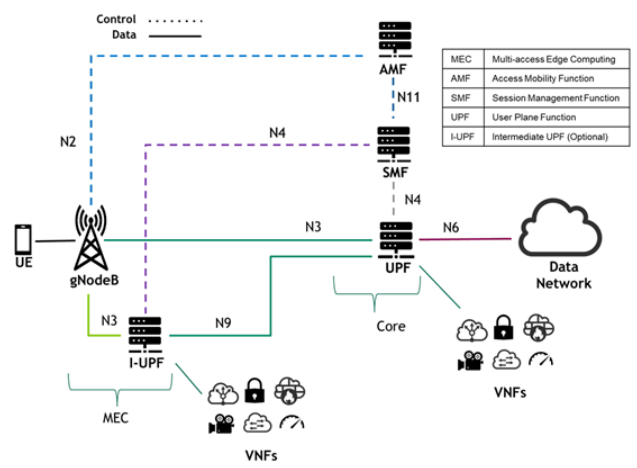 Control
Data
AMF
MEC Multi-access Edge Computing
AMF Access Mobility Function
SMF Session Management Function
UPF User Plane Function
I-UPF Intermediate UPF (Optional)
N11
N4
N2
SMF
N4
N3
N6
UE
gNodeB
UPF
Data
Network
N3
N9
Core
I-UPF
MEC
VNFs
VNFs